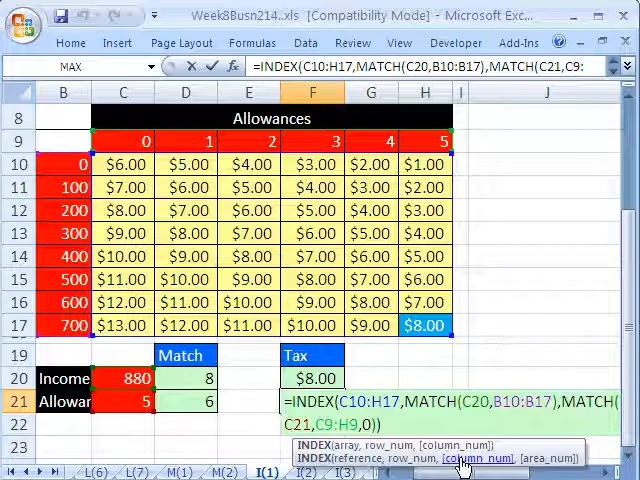 Week8Busn214..xls [Compatibility Mode] - Microsoft Exc...
Home Insert Page Layout Formulas Data Review View Developer Add-Ins
MAX =INDEX(C10:H17,MATCH(C20,B10:B17),MATCH(C21,C9:
B C D E F G H I J
8 Allowances
9 0 1 2 3 4 5
10 0 $6.00 $5.00 $4.00 $3.00 $2.00 $1.00
11 100 $7.00 $6.00 $5.00 $4.00 $3.00 $2.00
12 200 $8.00 $7.00 $6.00 $5.00 $4.00 $3.00
13 300 $9.00 $8.00 $7.00 $6.00 $5.00 $4.00
14 400 $10.00 $9.00 $8.00 $7.00 $6.00 $5.00
15 500 $11.00 $10.00 $9.00 $8.00 $7.00 $6.00
16 600 $12.00 $11.00 $10.00 $9.00 $8.00 $7.00
17 700 $13.00 $12.00 $11.00 $10.00 $9.00 $8.00
19 Match Tax
20 Income 880 8 $8.00
21 Allowar 5 6 =INDEX(C10:H17,MATCH(C20,B10:B17),MATCH(
22 C21,C9:H9,0))
23
INDEX(array, row_num, [column_num])
INDEX(reference, row_num, [column_num], [area_num])
L(6) L(7) M(1) M(2) I(1) I(2) I(3)